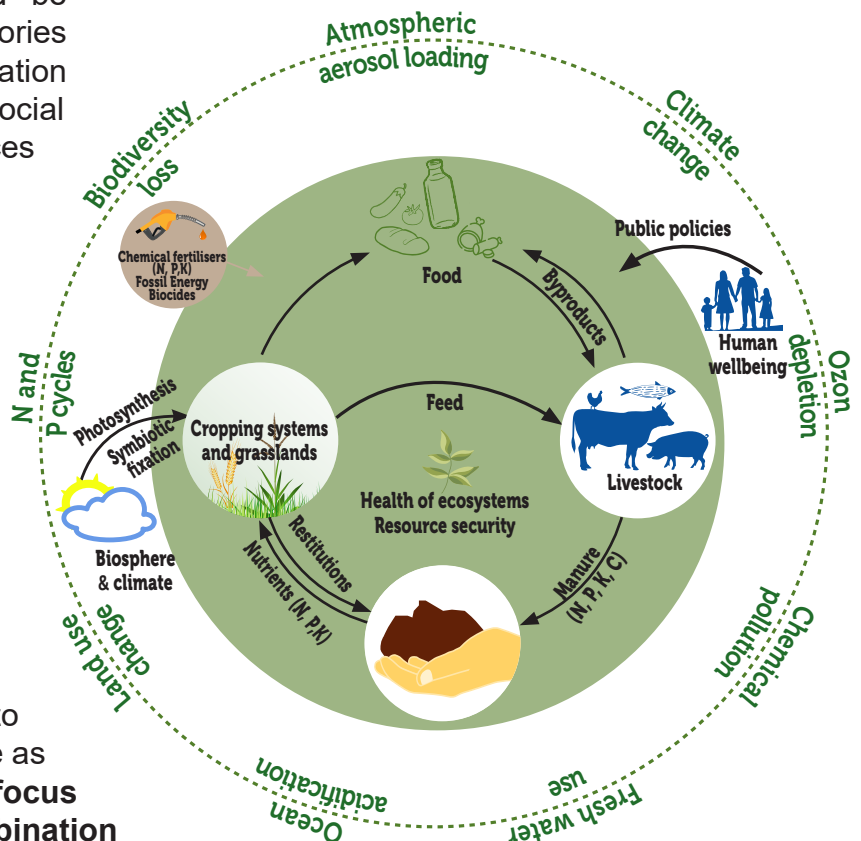 ories
ation
ocial
es
Atmospheric
aerosol loading
Climate
change
Biodiversity
loss
Chemical fertilisers
(N, P,K)
Fossil Energy
Biocides
Food
Byproducts
Public policies
Human
wellbeing
Ozon
depletion
N and
P cycles
Photosynthesis
Symbiotic
fixation
Cropping systems
and grasslands
Feed
Livestock
Health of ecosystems
Resource security
Biosphere
& climate
Restitutions
Nutrients (N, P,K)
Manure
(N, P, K, C)
Land use
change
Chemical
pollution
Ocean
acidification
Fresh water
use
to
e as
focus
bination